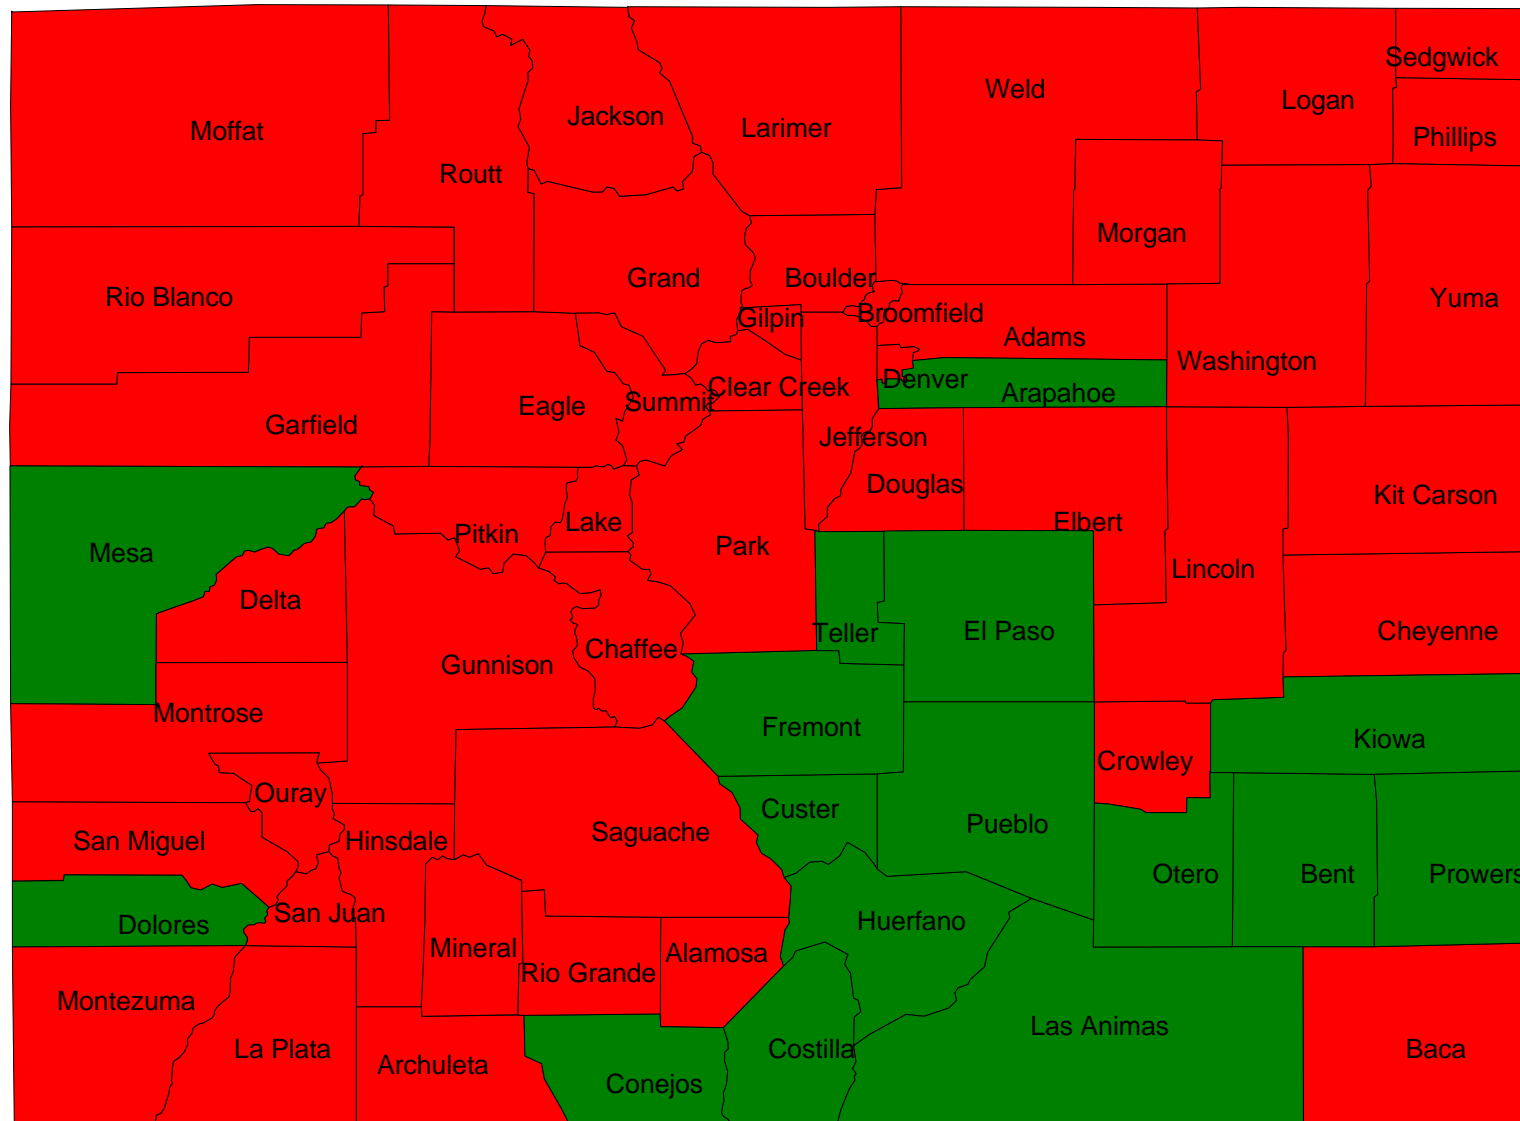 Sedgwick
Weld
Logan
Jackson
Larimer
Moffat
Phillips
Routt
Morgan
Grand
Boulder
Rio Blanco
Yuma
Gilpin
Broomfield
Adams
Washington
Clear Creek
Denver
Arapahoe
Eagle
Summit
Garfield
Jefferson
Douglas
Kit Carson
Lake
Elbert
Pitkin
Park
Mesa
Lincoln
Delta
Teller
El Paso
Cheyenne
Chaffee
Gunnison
Montrose
Fremont
Kiowa
Crowley
Ouray
Custer
Pueblo
Saguache
San Miguel
Hinsdale
Otero
Bent
Prowers
San Juan
Huerfano
Dolores
Mineral
Alamosa
Rio Grande
Montezuma
Las Animas
La Plata
Costilla
Baca
Archuleta
Conejos